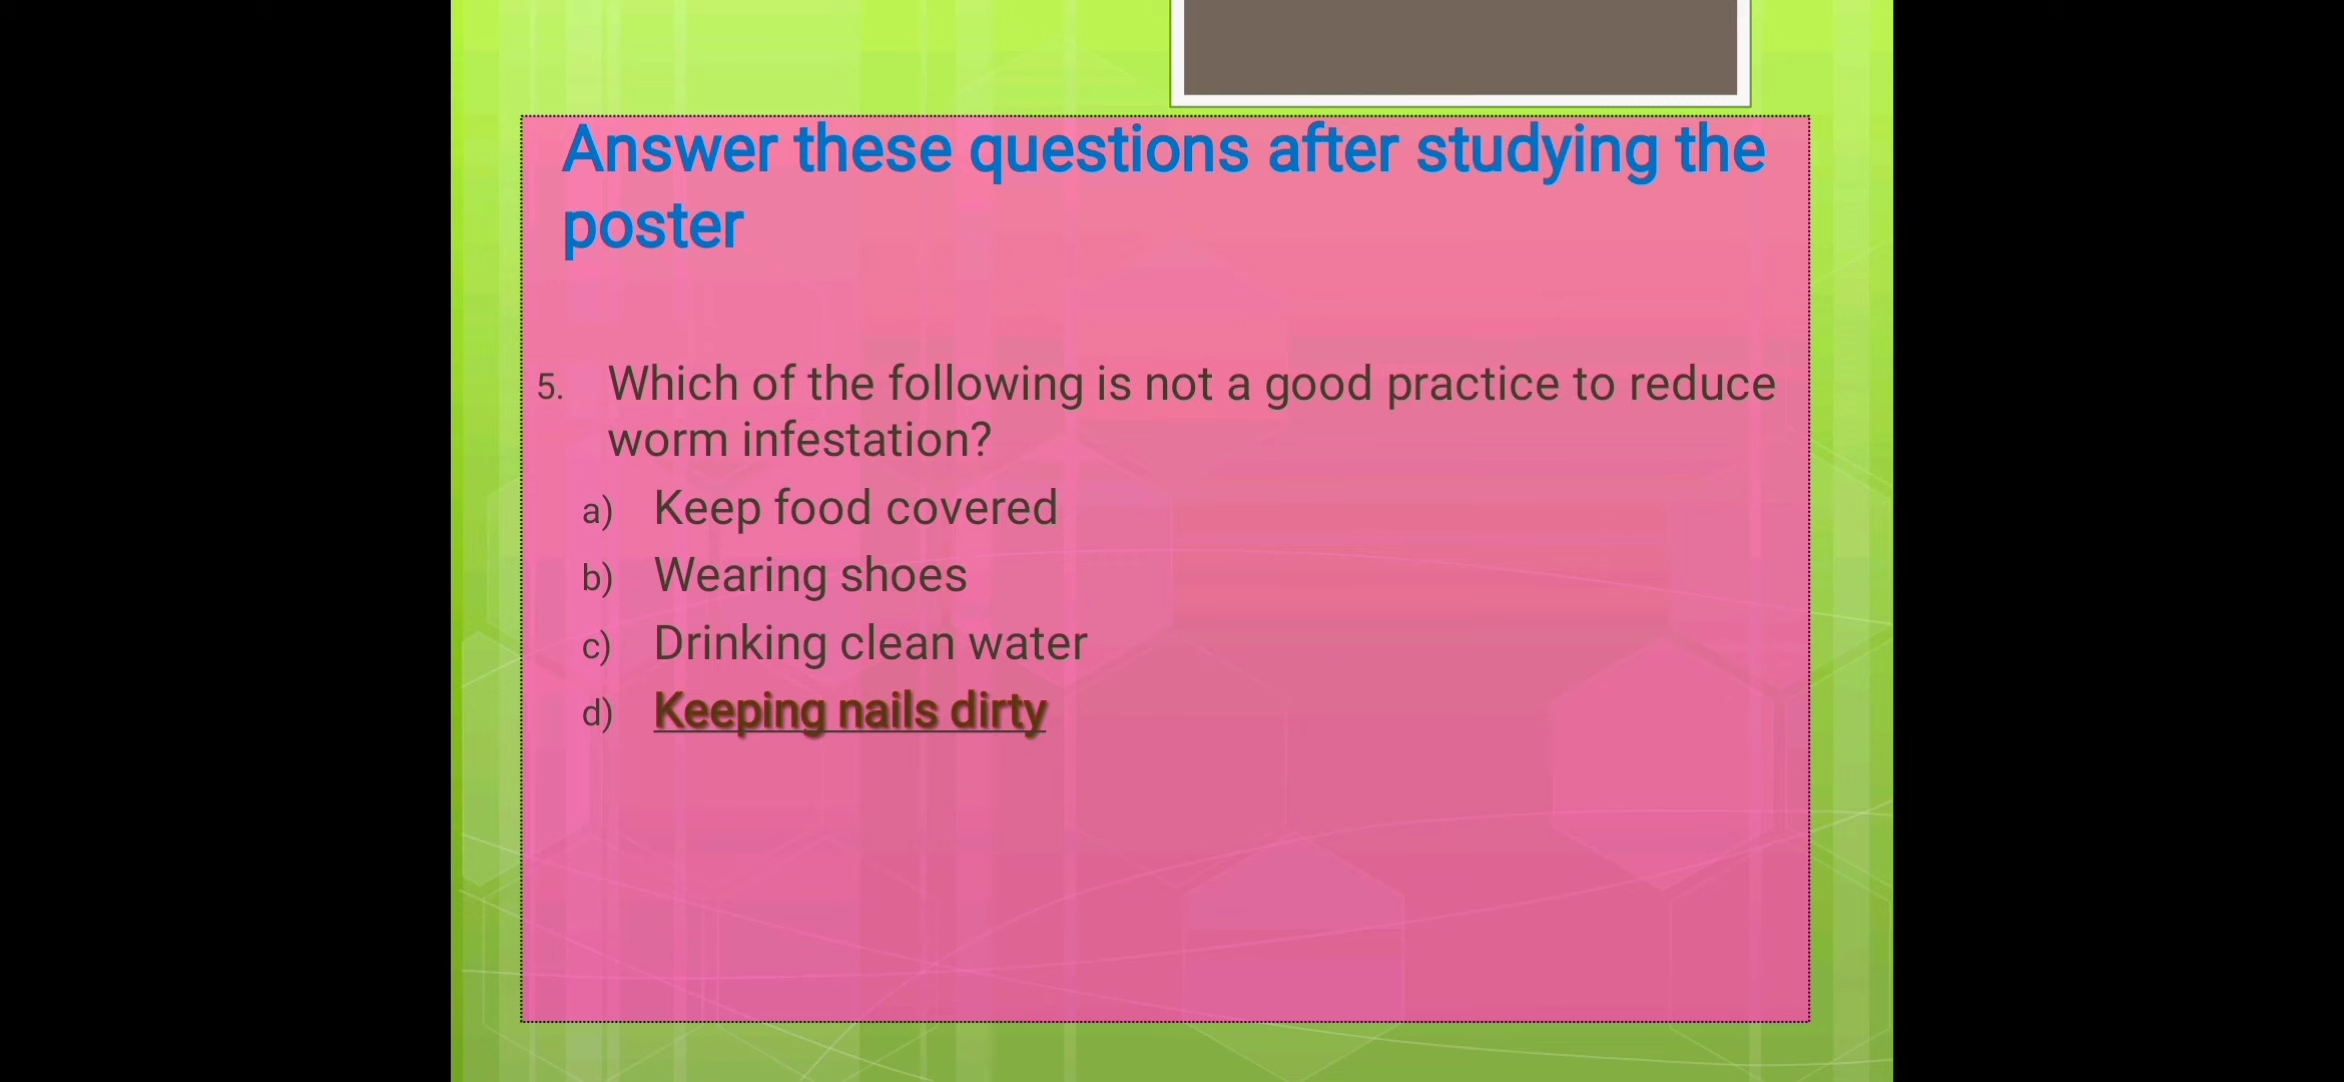 Answer these questions after studying the
poster
5. Which of the following is not a good practice to reduce
worm infestation?
a) Keep food covered
b) Wearing shoes
c) Drinking clean water
d) Keeping nails dirty